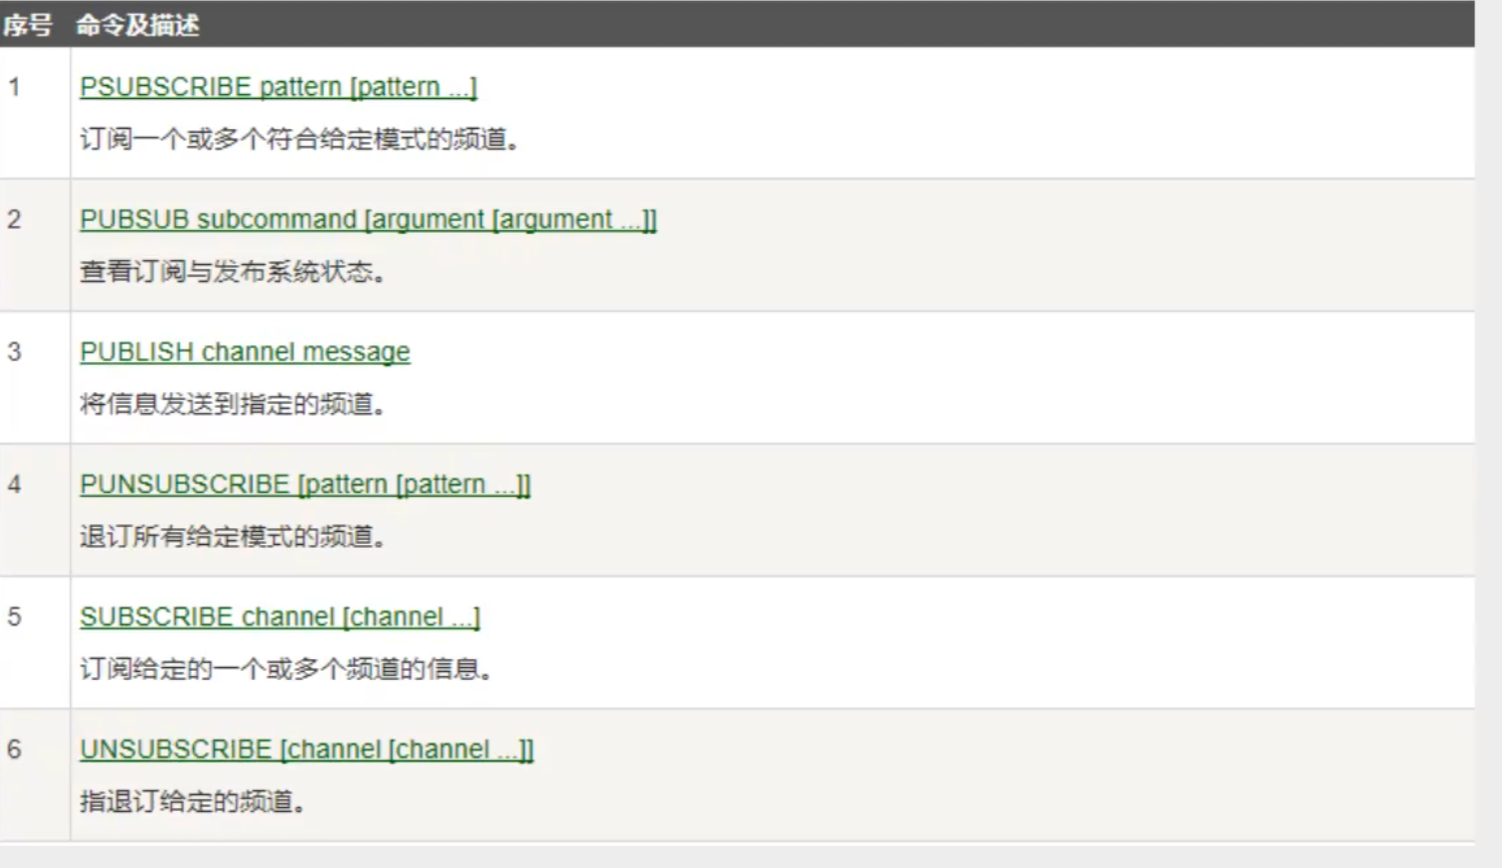 序号 命令及描述
1 PSUBSCRIBE pattern [pattern ...]
订阅一个或多个符合给定模式的频道。
2 PUBSUB subcommand [argument [argument ...]]
查看订阅与发布系统状态。
3 PUBLISH channel message
将信息发送到指定的频道。
4 PUNSUBSCRIBE [pattern [pattern ...]]
退订所有给定模式的频道。
5 SUBSCRIBE channel [channel ...]
订阅给定的一个或多个频道的信息。
6 UNSUBSCRIBE [channel [channel ...]]
指退订给定的频道。